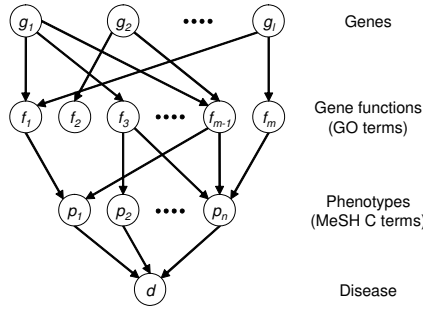 g1 g2 •••• gl Genes
f1 f2 f3 •••• fm-1 fm Gene functions
(GO terms)
p1 p2 •••• pn Phenotypes
(MeSH C terms)
d Disease